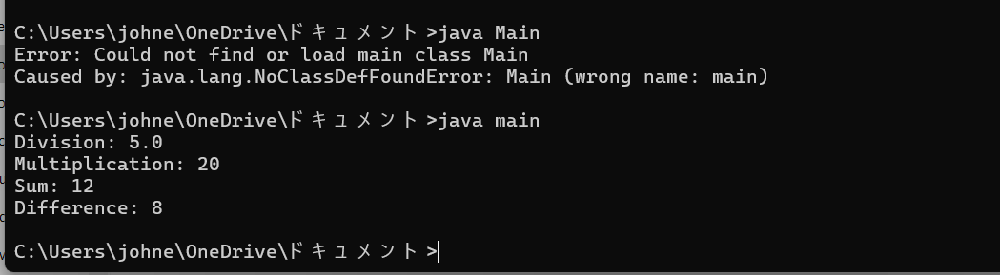 C:\Users\johne\OneDrive\ドキュメント>java Main
Error: Could not find or load main class Main
Caused by: java.lang.NoClassDefFoundError: Main (wrong name: main)
C:\Users\johne\OneDrive\ドキュメント>java main
Division: 5.0
Multiplication: 20
Sum: 12
Difference: 8
C:\Users\johne\OneDrive\ドキュメント>